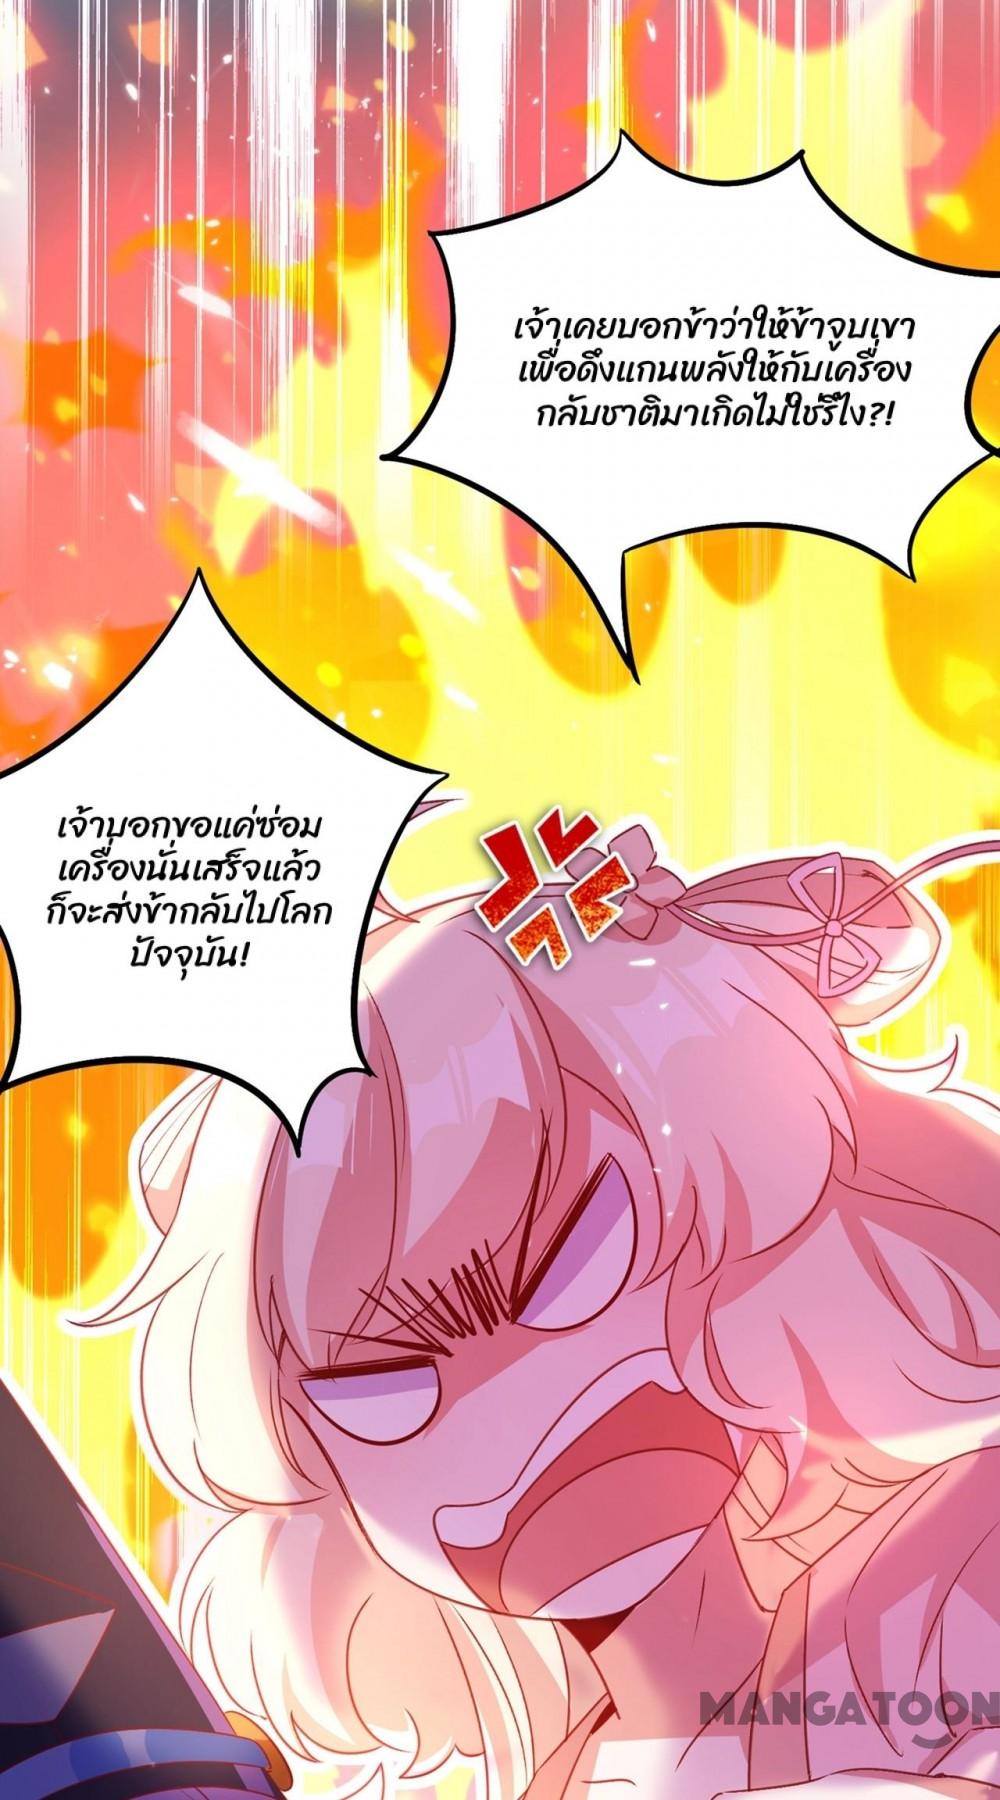 เจ้าเคยบอกข้าว่าให้ข้าจูบเขา
เพื่อดึงแกนพลังให้กับเครื่อง
กลับชาติมาเกิดไม่ใช่รึไง?!
เจ้าบอกขอแค่ซ่อม
เครื่องนั่นเสร็จแล้ว
ก็จะส่งข้ากลับไปโลก
ปัจจุบัน!
MANGATOON